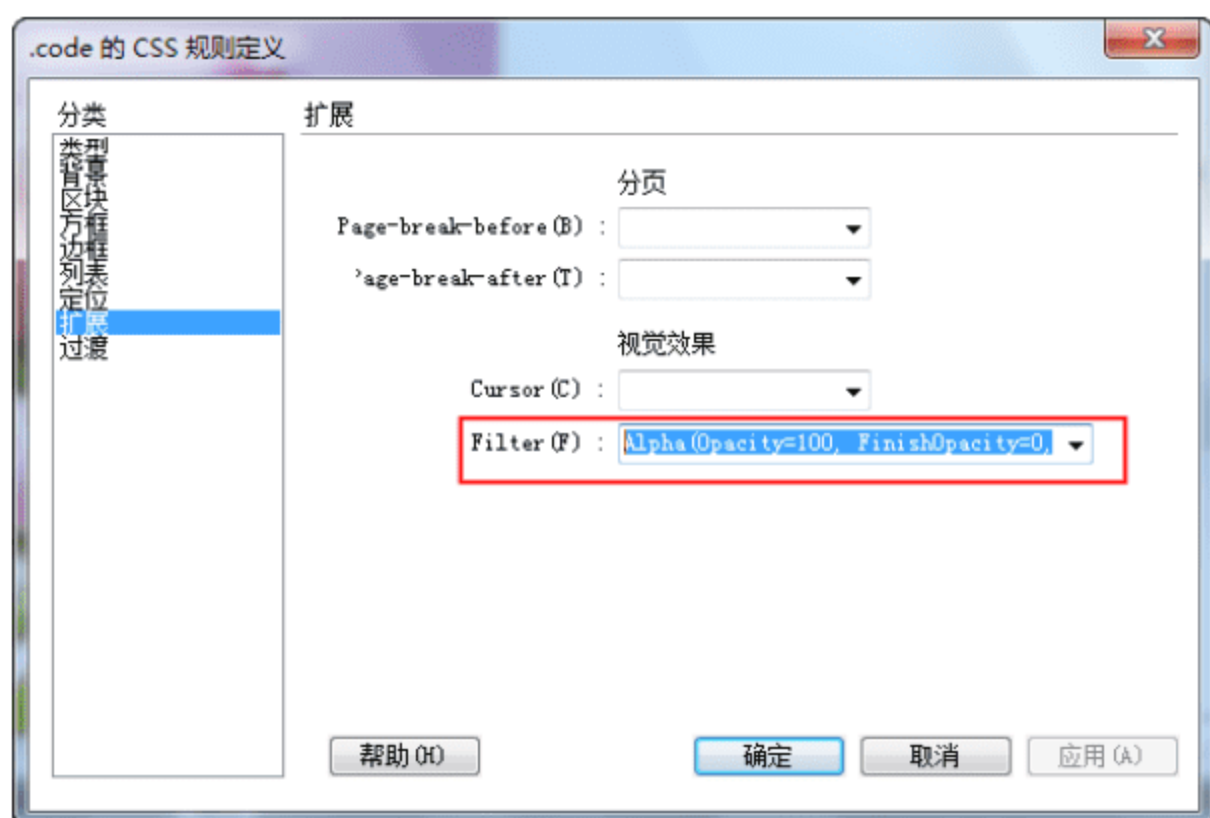 .code 的 CSS 规则定义
分类
类型
背景
区块
方框
边框
列表
定位
扩展
过渡
扩展
分页
Page-break-before(B) :
age-break-after(T) :
视觉效果
Cursor(C) :
Filter(F) : Alpha(Opacity=100, FinishOpacity=0,
帮助(H)
确定
取消
应用(A)